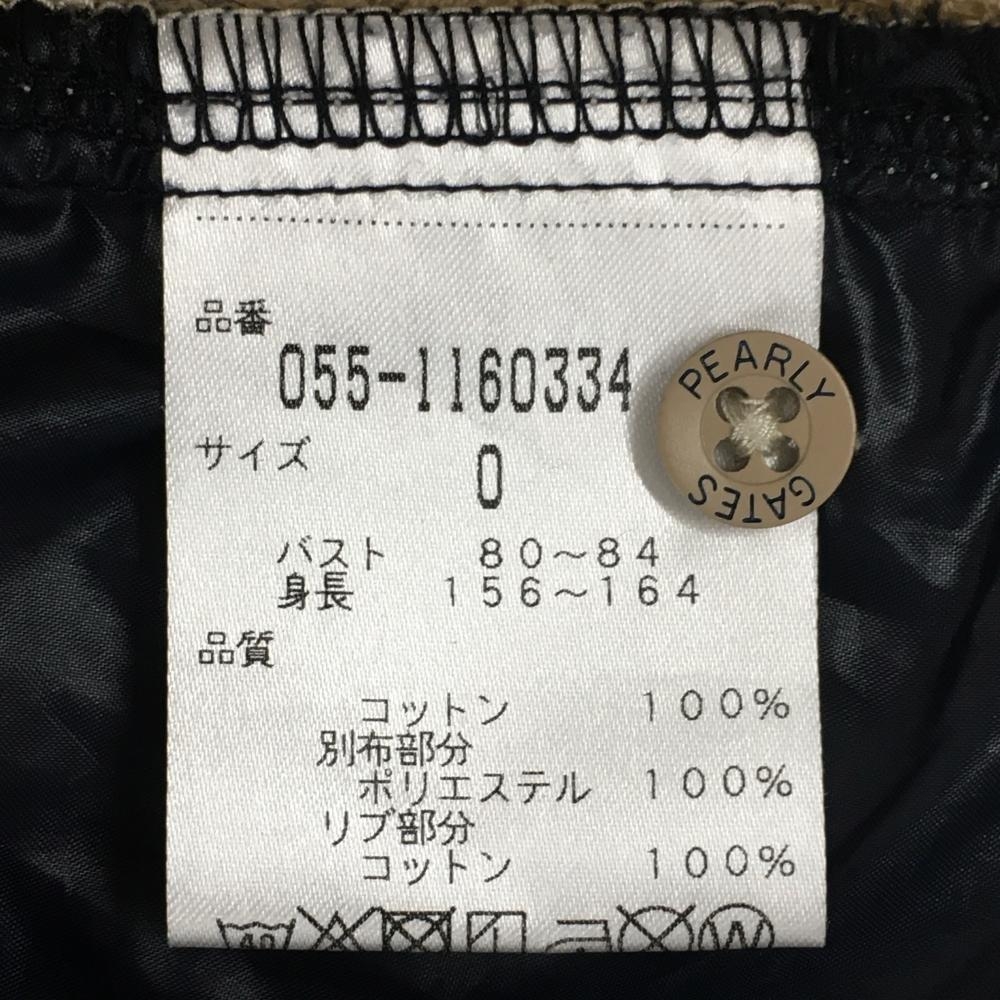 品番
055-1160334
サイズ
0
PEARLY
GATES
バスト 80~84
身長 156~164
品質
コットン 100%
別布部分
ポリエステル 100%
リブ部分
コットン 100%
40
W